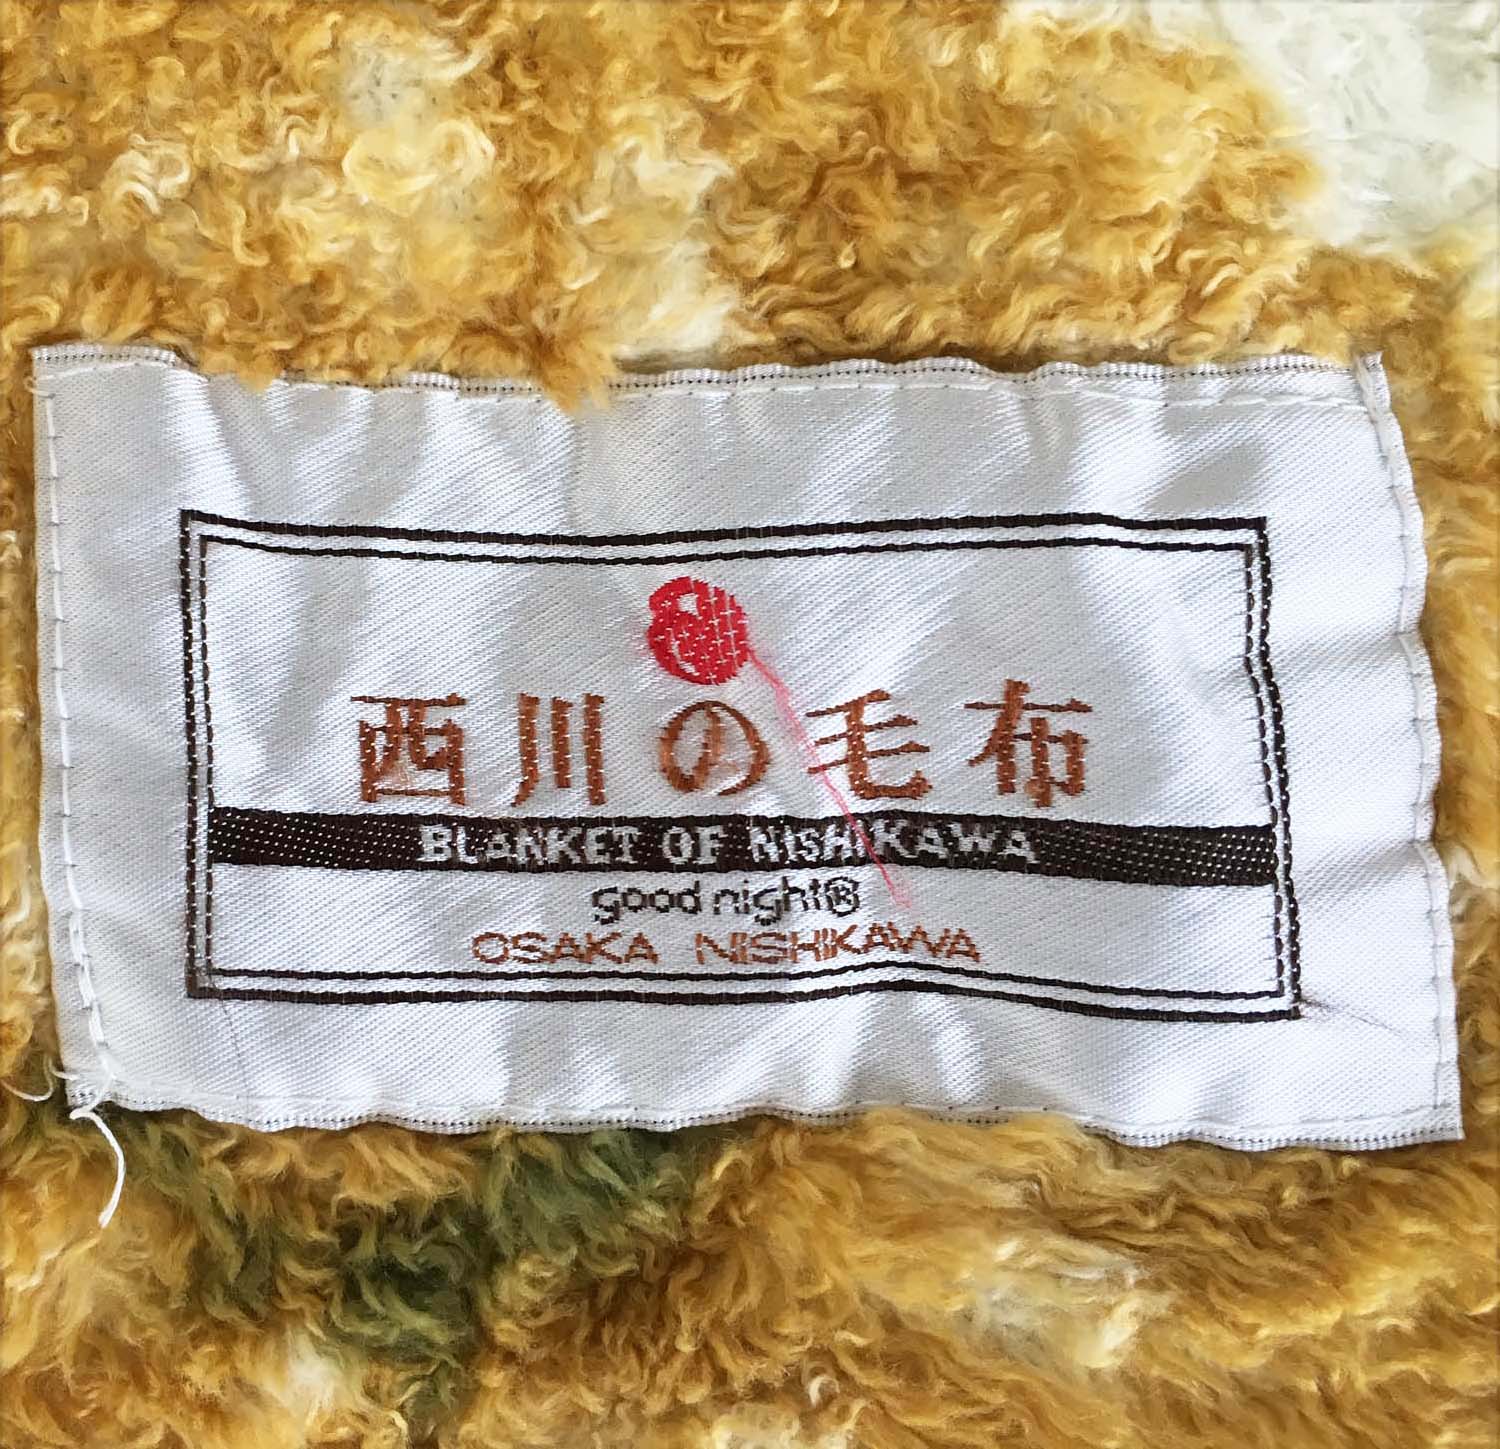 西川の毛布
BLANKET OF NISHIKAWA
good night®
OSAKA NISHIKAWA